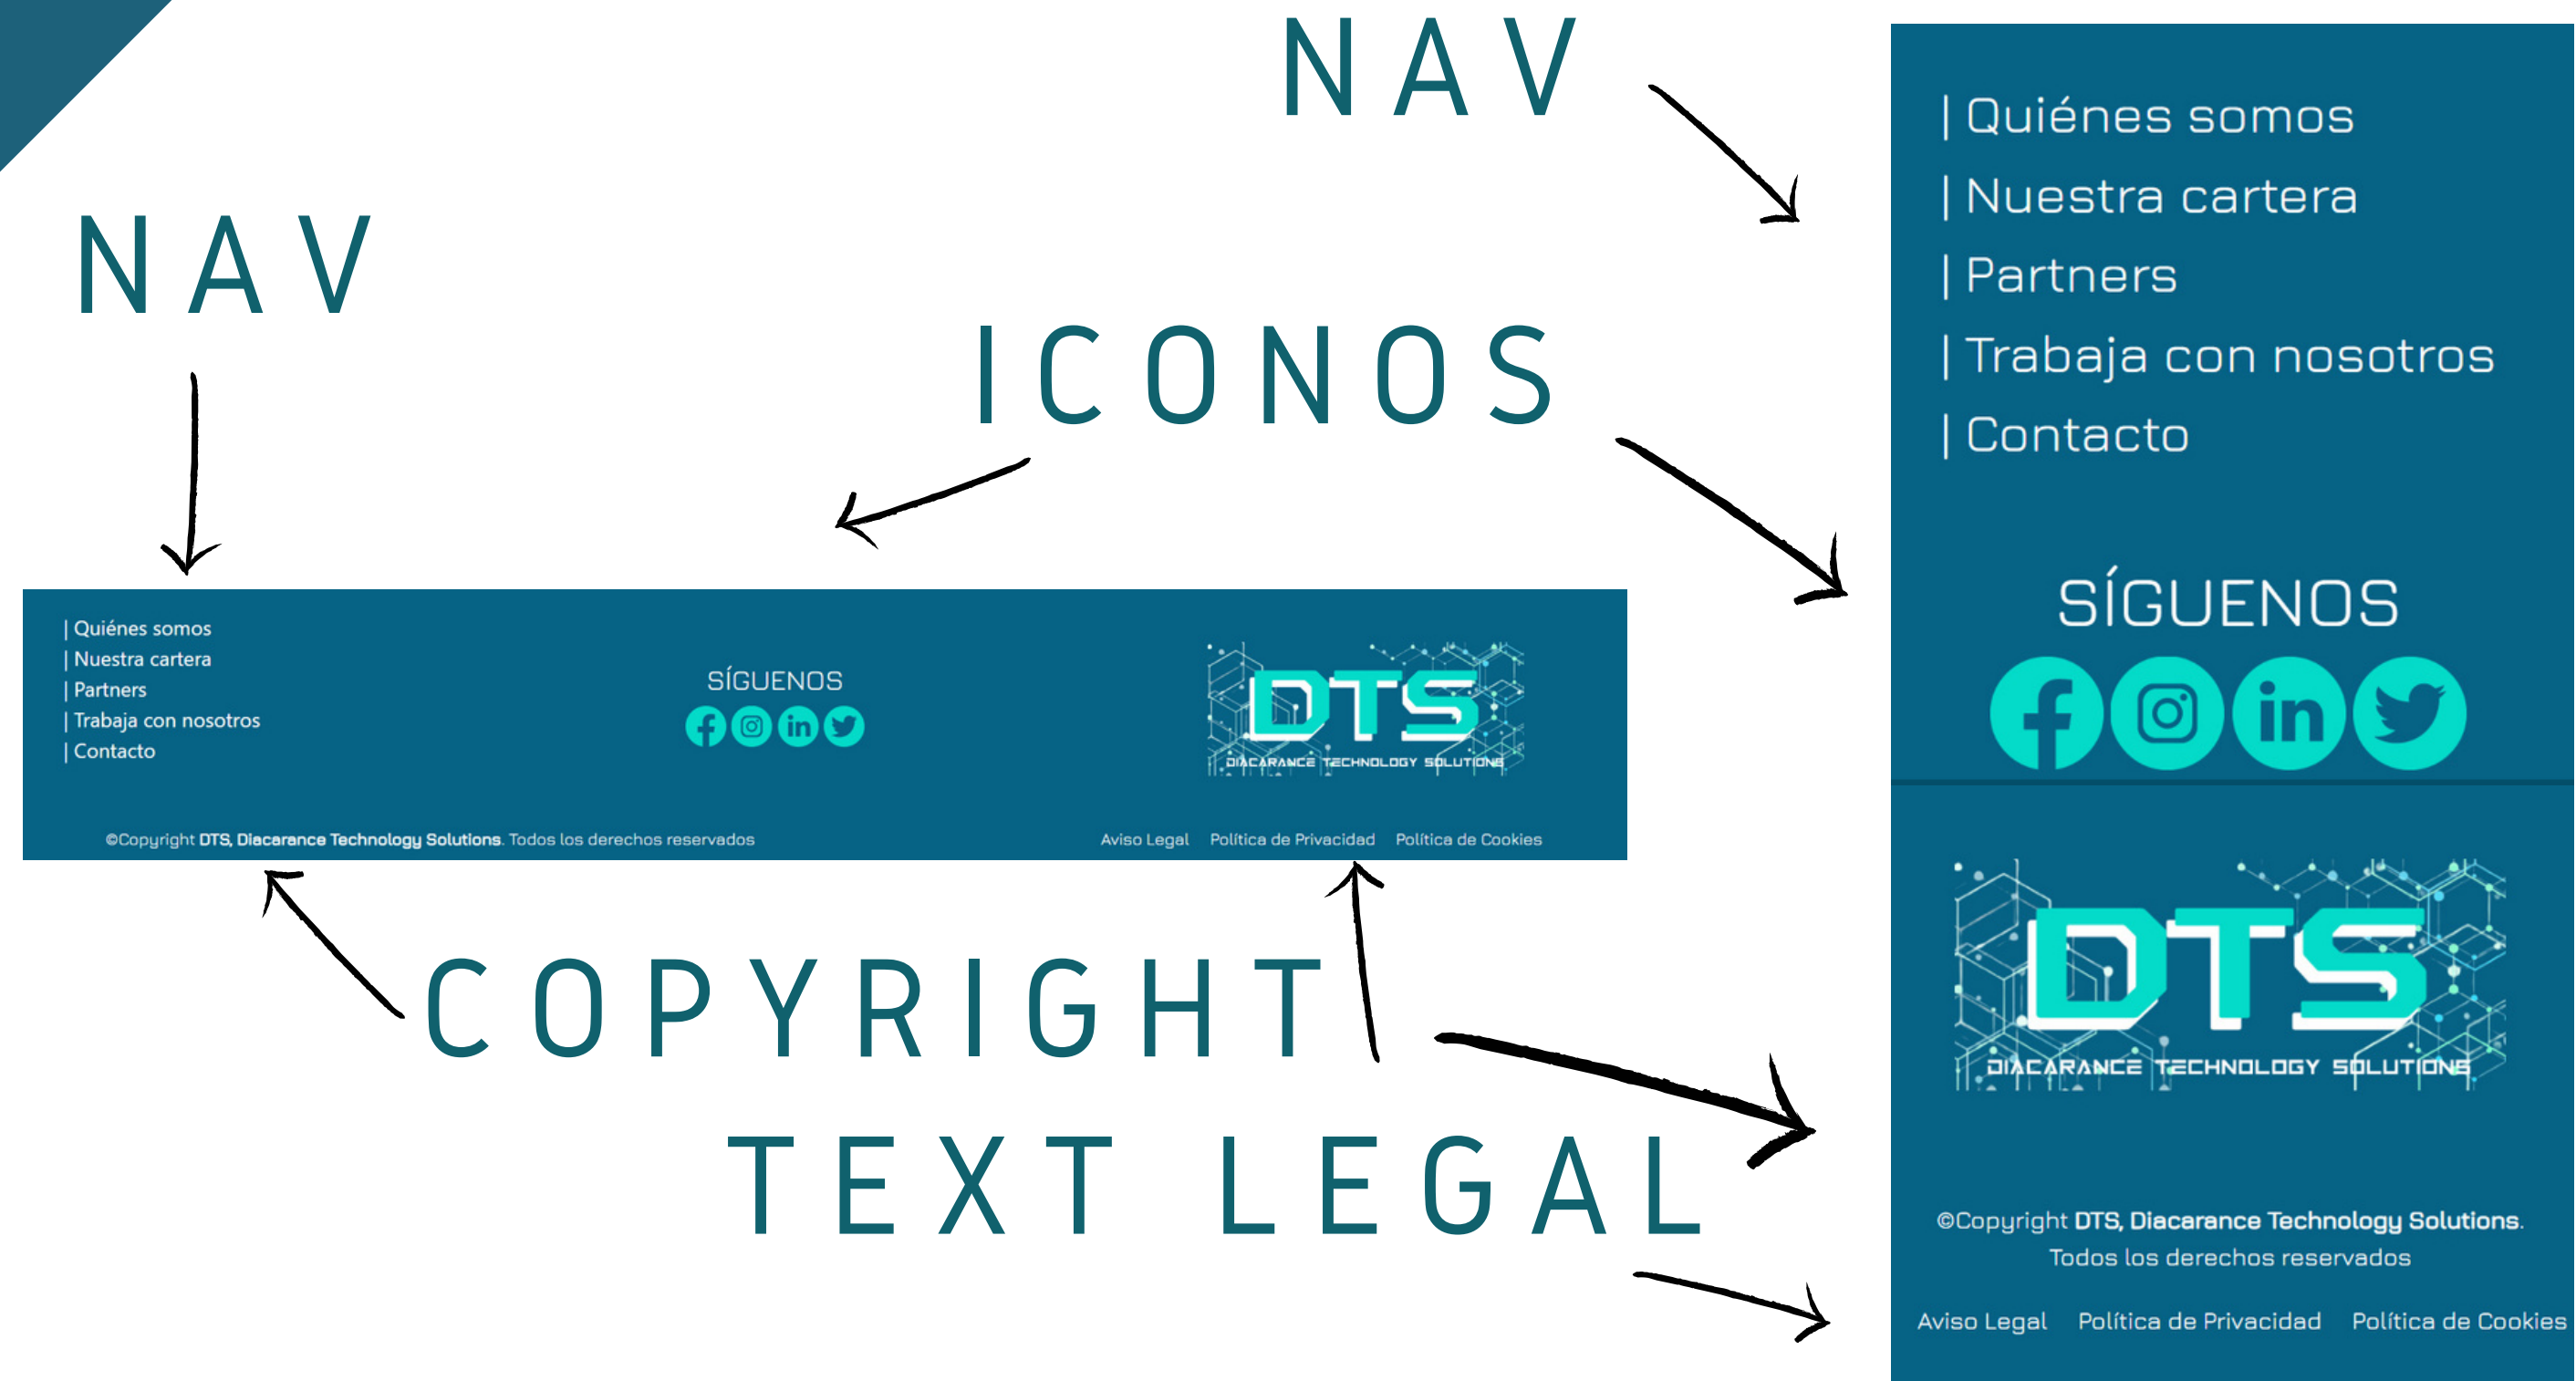 NAV
NAV
ICONOS
| Quiénes somos
| Nuestra cartera
| Partners
| Trabaja con nosotros
| Contacto
SÍGUENOS
DTS
DIACARANCE TECHNOLOGY SOLUTIONS
©Copyright DTS, Diacarance Technology Solutions. Todos los derechos reservados
Aviso Legal Política de Privacidad Política de Cookies
COPYRIGHT
TEXT LEGAL
| Quiénes somos
| Nuestra cartera
| Partners
| Trabaja con nosotros
| Contacto
SÍGUENOS
DTS
DIACARANCE TECHNOLOGY SOLUTIONS
©Copyright DTS, Diacarance Technology Solutions.
Todos los derechos reservados
Aviso Legal Política de Privacidad Política de Cookies